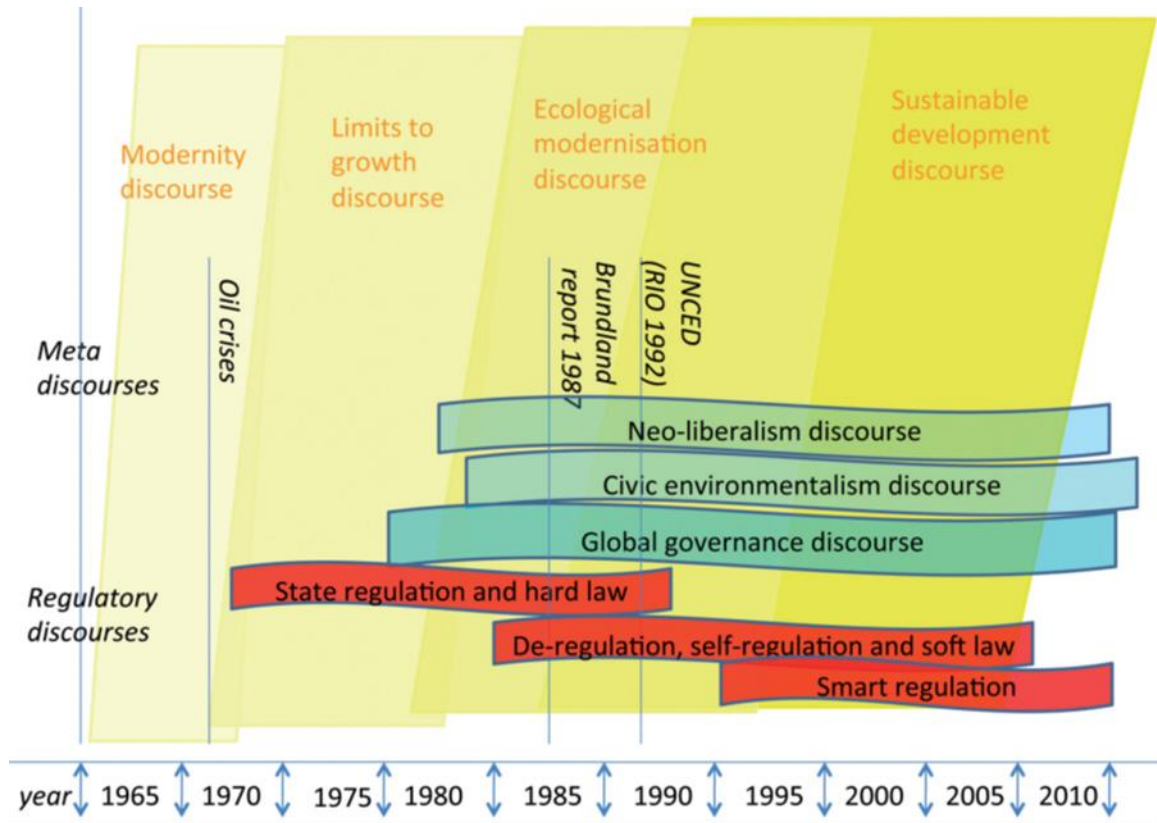 Modernity
discourse
Limits to
growth
discourse
Ecological
modernisation
discourse
Sustainable
development
discourse
Oil crises
Brundland
report 1987
UNCED
(RIO 1992)
Meta
discourses
Neo-liberalism discourse
Civic environmentalism discourse
Global governance discourse
Regulatory
discourses
State regulation and hard law
De-regulation, self-regulation and soft law
Smart regulation
year 1965 1970 1975 1980 1985 1990 1995 2000 2005 2010